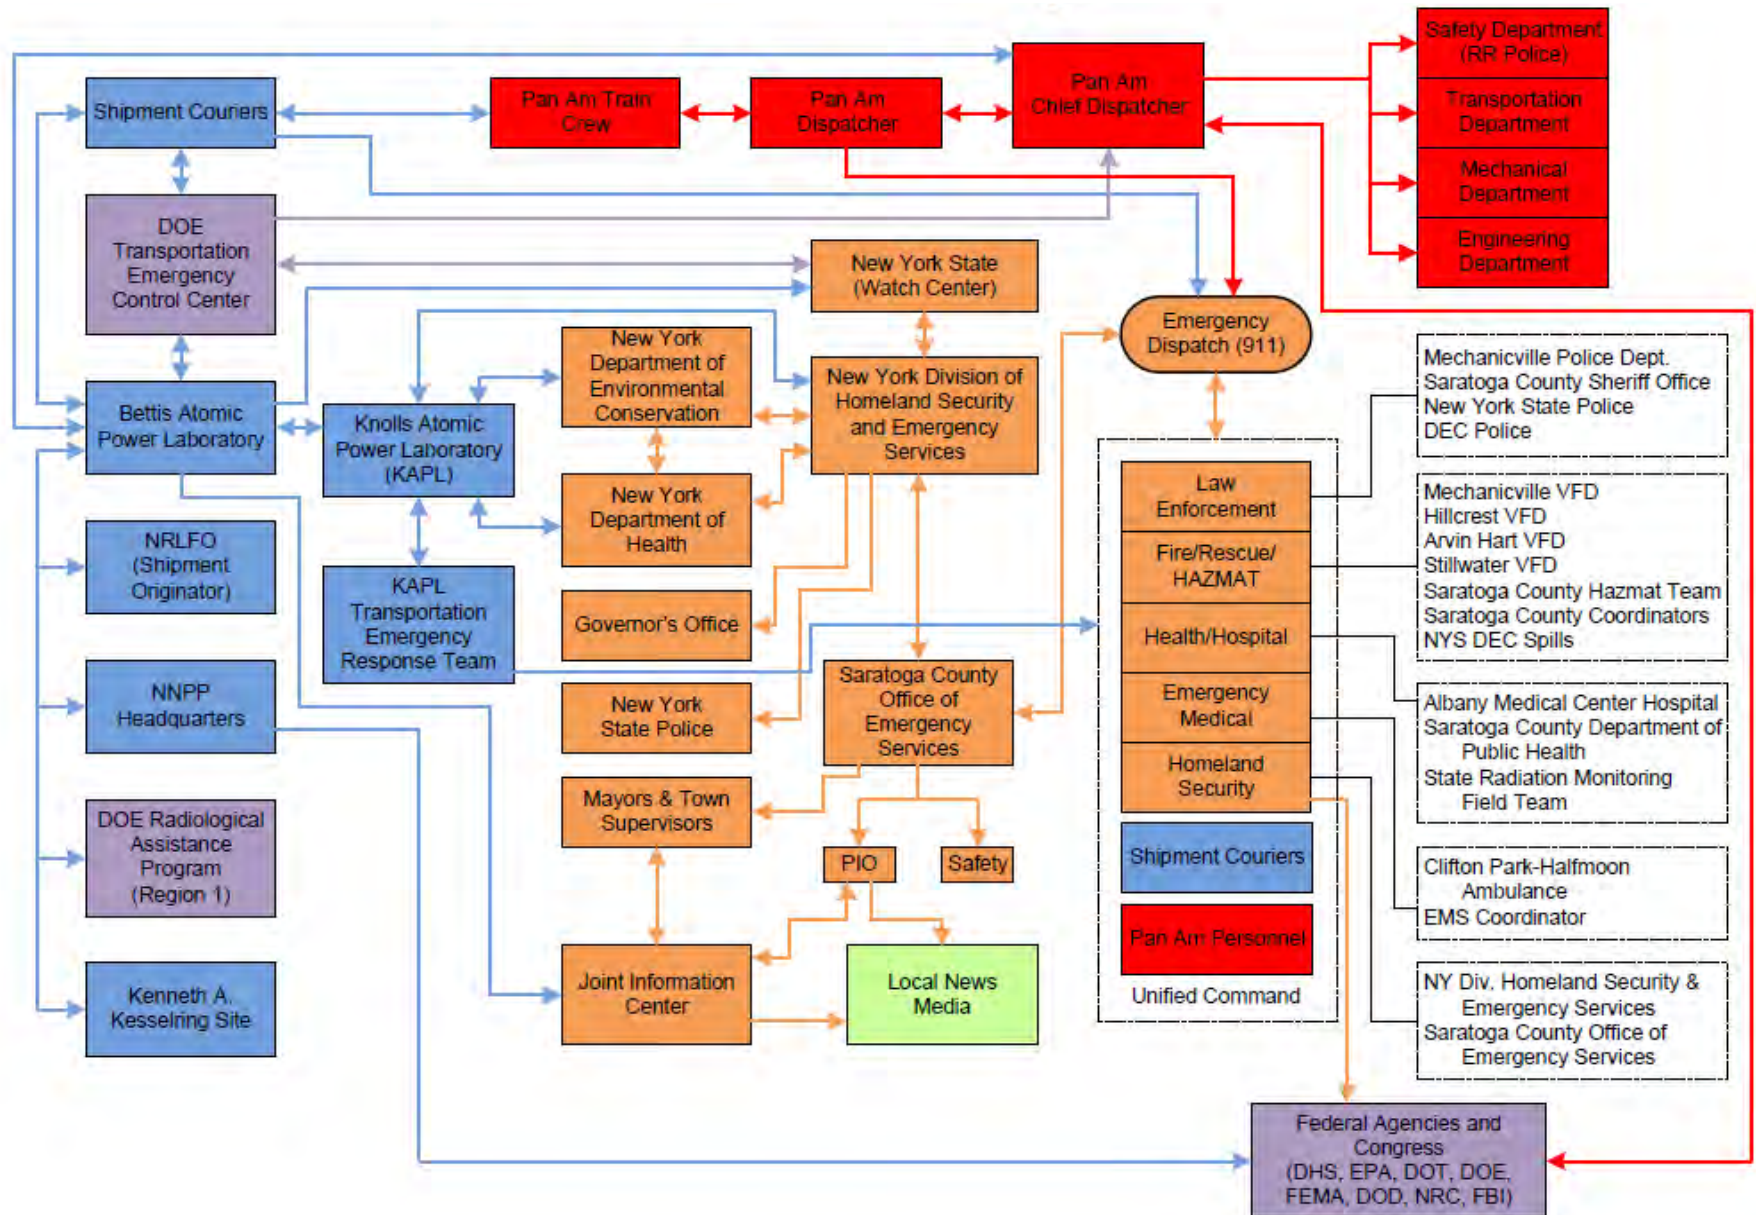 Safety Department
(RR Police)
Transportation
Department
Mechanical
Department
Engineering
Department
Pan Am
Chief Dispatcher
Pan Am
Dispatcher
Pan Am Train
Crew
Shipment Couriers
DOE
Transportation
Emergency
Control Center
New York State
(Watch Center)
Emergency
Dispatch (911)
New York
Department of
Environmental
Conservation
New York Division of
Homeland Security
and Emergency
Services
Bettis Atomic
Power Laboratory
Knolls Atomic
Power Laboratory
(KAPL)
New York
Department of
Health
NRLFO
(Shipment
Originator)
KAPL
Transportation
Emergency
Response Team
Governor's Office
NNPP
Headquarters
New York
State Police
Saratoga County
Office of
Emergency
Services
Mayors & Town
Supervisors
PIO
Safety
DOE Radiological
Assistance
Program
(Region 1)
Kenneth A.
Kesselring Site
Joint Information
Center
Local News
Media
Law
Enforcement
Fire/Rescue/
HAZMAT
Health/Hospital
Emergency
Medical
Homeland
Security
Shipment Couriers
Pan Am Personnel
Unified Command
Mechanicville Police Dept.
Saratoga County Sheriff Office
New York State Police
DEC Police
Mechanicville VFD
Hillcrest VFD
Arvin Hart VFD
Stillwater VFD
Saratoga County Hazmat Team
Saratoga County Coordinators
NYS DEC Spills
Albany Medical Center Hospital
Saratoga County Department of
Public Health
State Radiation Monitoring
Field Team
Clifton Park-Halfmoon
Ambulance
EMS Coordinator
NY Div. Homeland Security &
Emergency Services
Saratoga County Office of
Emergency Services
Federal Agencies and
Congress
(DHS, EPA, DOT, DOE,
FEMA, DOD, NRC, FBI)